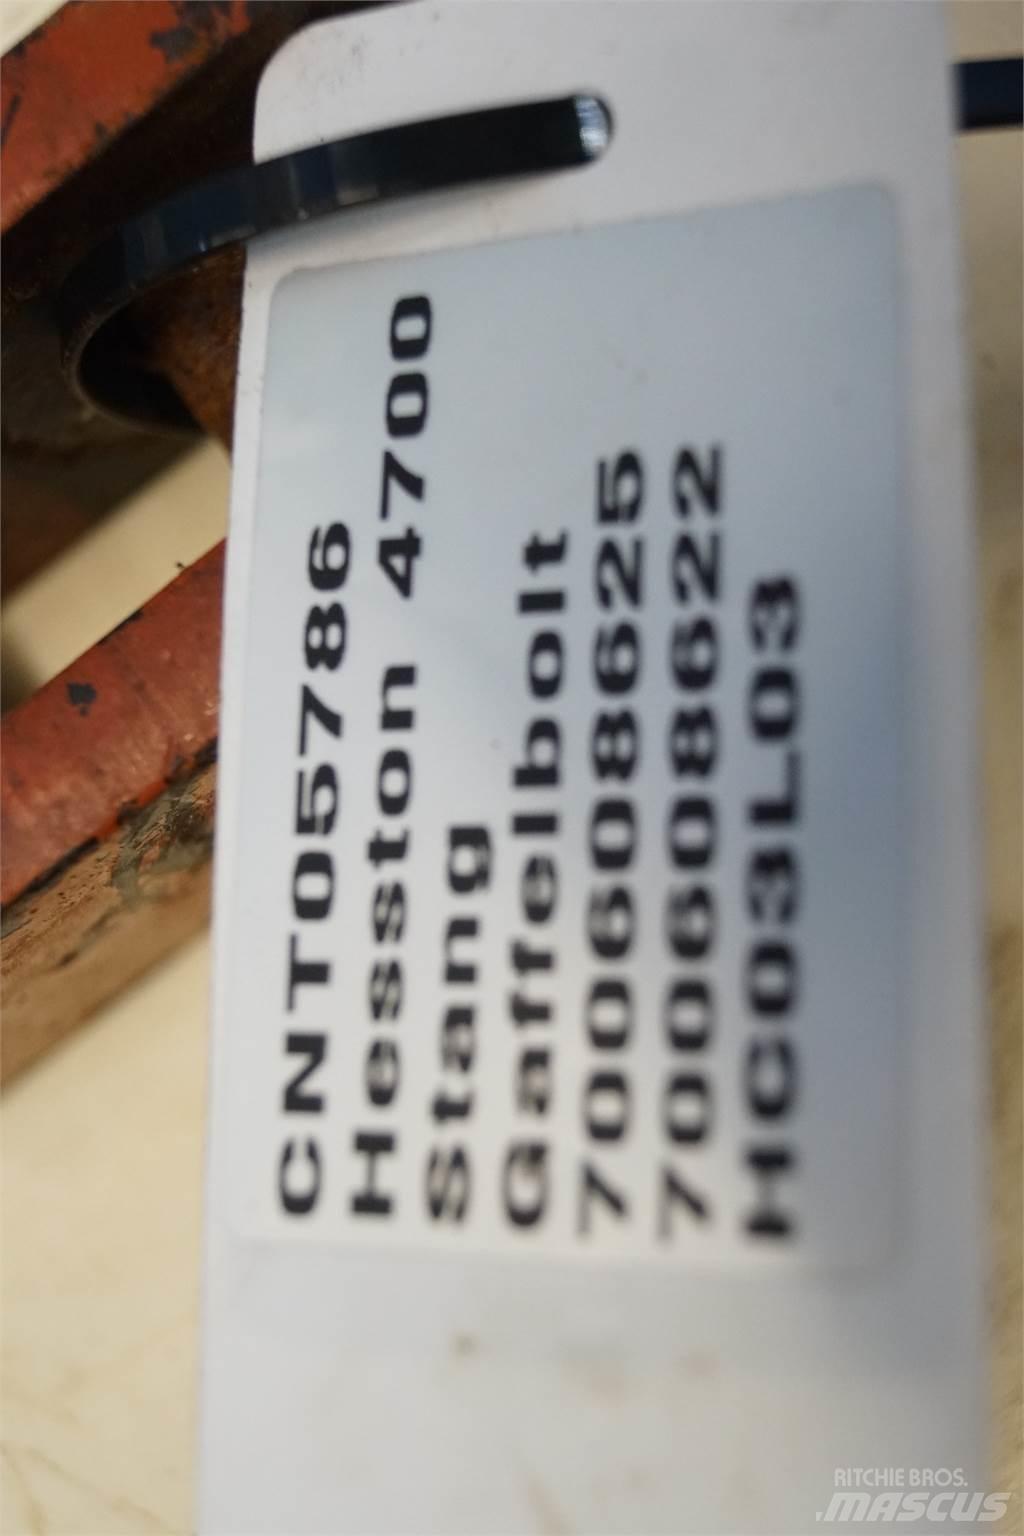 CNT05786
Hesston 4700
Stang
Gaffelbolt
700608625
700608622
HC03L03
RITCHIE BROS.
MASCUS